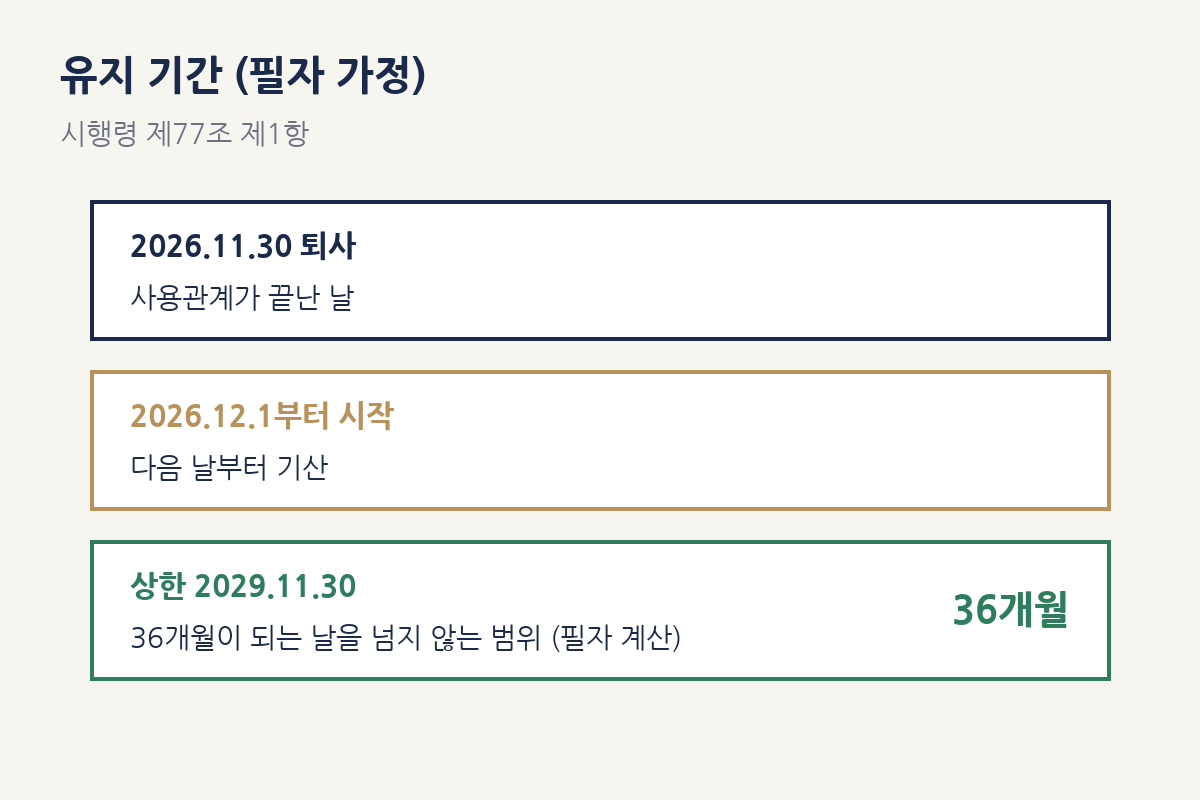 유지 기간 (필자 가정)
시행령 제77조 제1항
2026.11.30 퇴사
사용관계가 끝난 날
2026.12.1부터 시작
다음 날부터 기산
상한 2029.11.30
36개월이 되는 날을 넘지 않는 범위 (필자 계산)
36개월